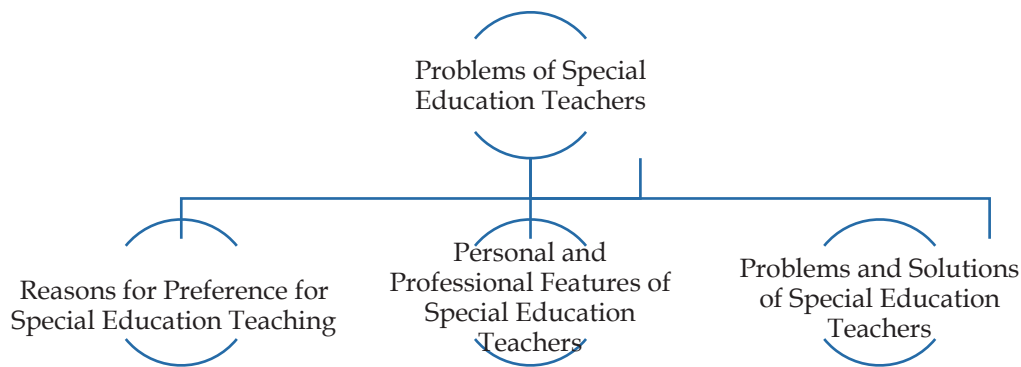 Problems of Special
Education Teachers
Reasons for Preference for
Special Education Teaching
Personal and
Professional Features of
Special Education
Teachers
Problems and Solutions
of Special Education
Teachers